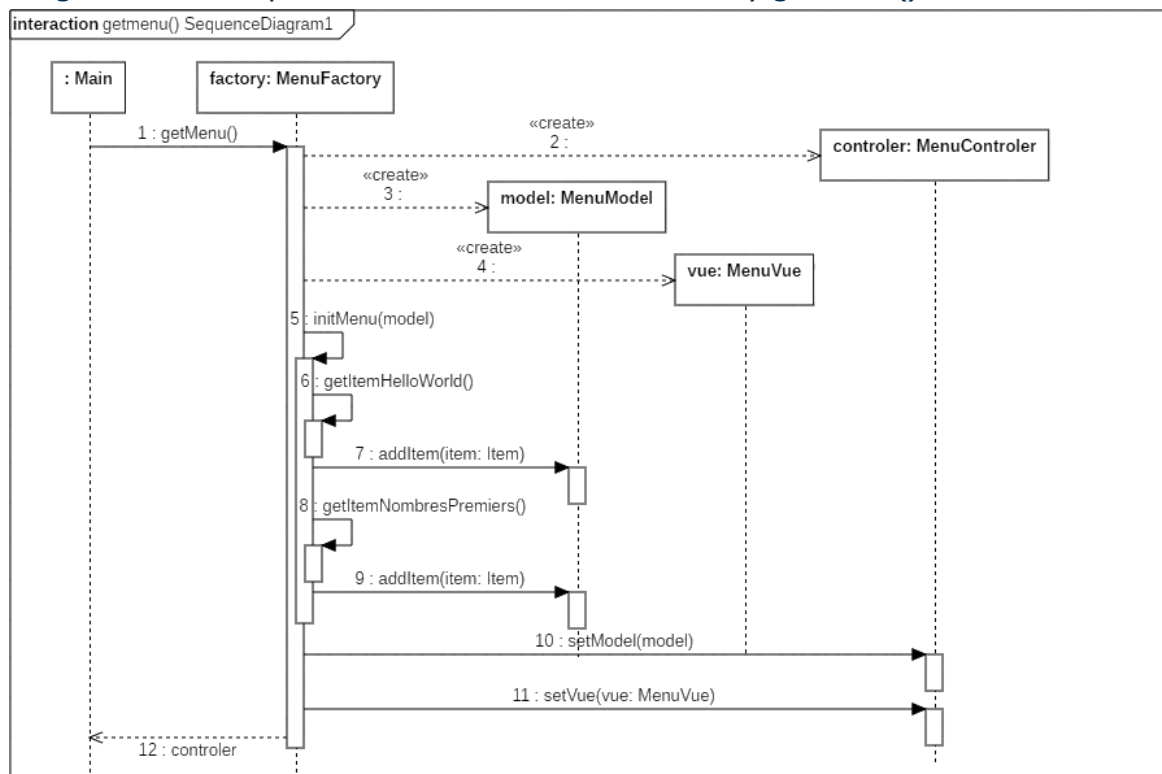 interaction getmenu() SequenceDiagram1
: Main
factory: MenuFactory
1 : getMenu()
«create»
2 :
controler: MenuControler
«create»
3 :
model: MenuModel
«create»
4 :
vue: MenuVue
5 : initMenu(model)
6 : getItemHelloWorld()
7 : addItem(item: Item)
8 : getItemNombresPremiers()
9 : addItem(item: Item)
10 : setModel(model)
11 : setVue(vue: MenuVue)
12 : controler